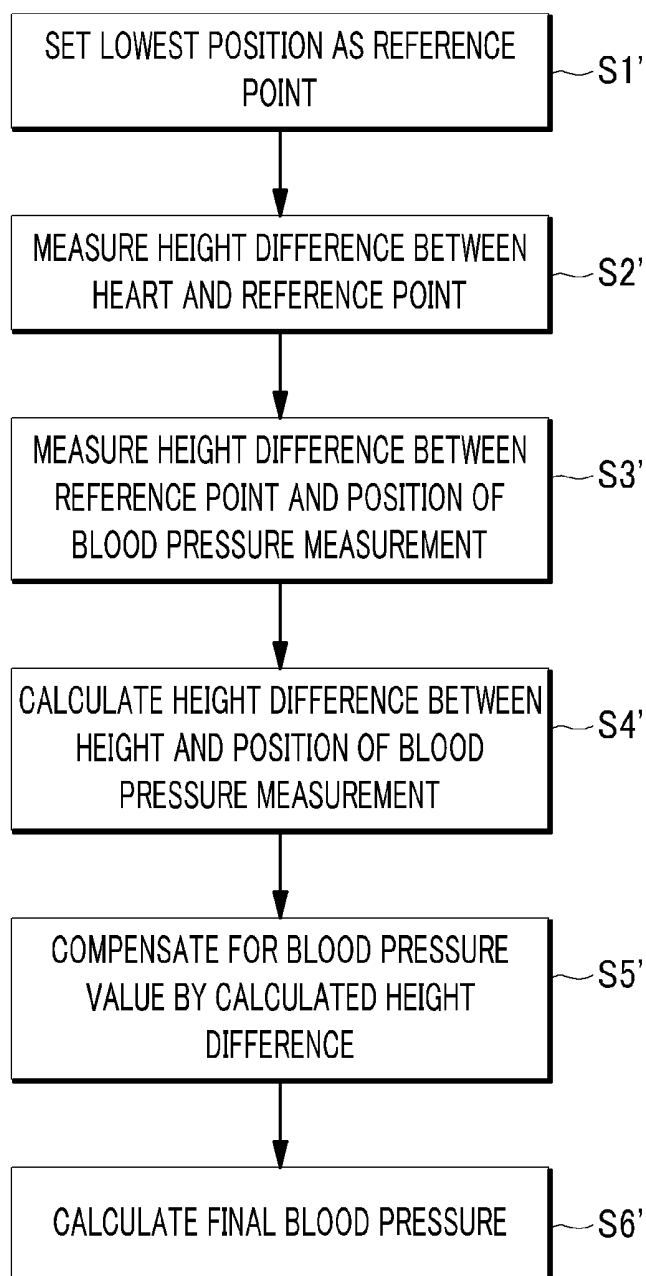 SET LOWEST POSITION AS REFERENCE
POINT
S1'
MEASURE HEIGHT DIFFERENCE BETWEEN
HEART AND REFERENCE POINT
S2'
MEASURE HEIGHT DIFFERENCE BETWEEN
REFERENCE POINT AND POSITION OF
BLOOD PRESSURE MEASUREMENT
S3'
CALCULATE HEIGHT DIFFERENCE BETWEEN
HEIGHT AND POSITION OF BLOOD
PRESSURE MEASUREMENT
S4'
COMPENSATE FOR BLOOD PRESSURE
VALUE BY CALCULATED HEIGHT
DIFFERENCE
S5'
CALCULATE FINAL BLOOD PRESSURE
S6'